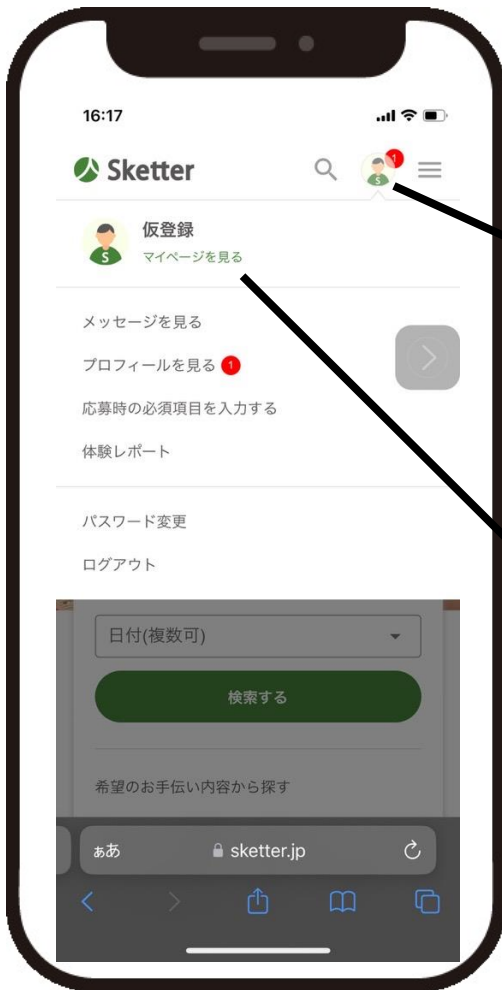 16:17
Sketter
1
仮登録
S
マイページを見る
メッセージを見る
プロフィールを見る 1
応募時の必須項目を入力する
体験レポート
パスワード変更
ログアウト
日付(複数可)
検索する
希望のお手伝い内容から探す
ぁあ sketter.jp